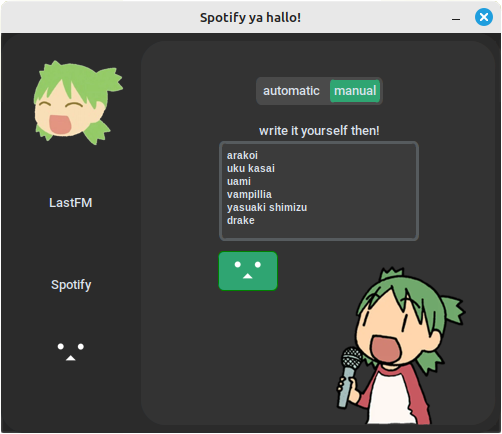 Spotify ya hallo!
automatic manual
write it yourself then!
arakoi
uku kasai
uami
vampillia
yasuaki shimizu
drake
LastFM
Spotify